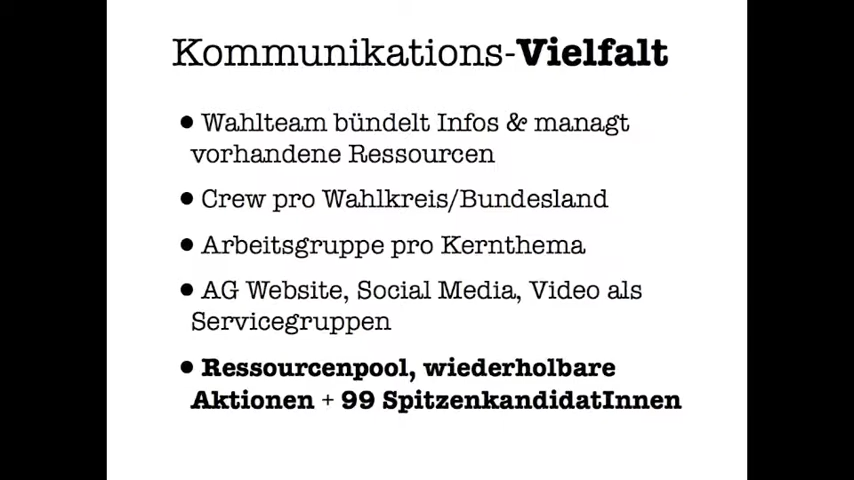 Kommunikations-Vielfalt
• Wahlteam bündelt Infos & managt
vorhandene Ressourcen
• Crew pro Wahlkreis/Bundesland
• Arbeitsgruppe pro Kernthema
• AG Website, Social Media, Video als
Servicegruppen
• Ressourcenpool, wiederholbare
Aktionen + 99 SpitzenkandidatInnen